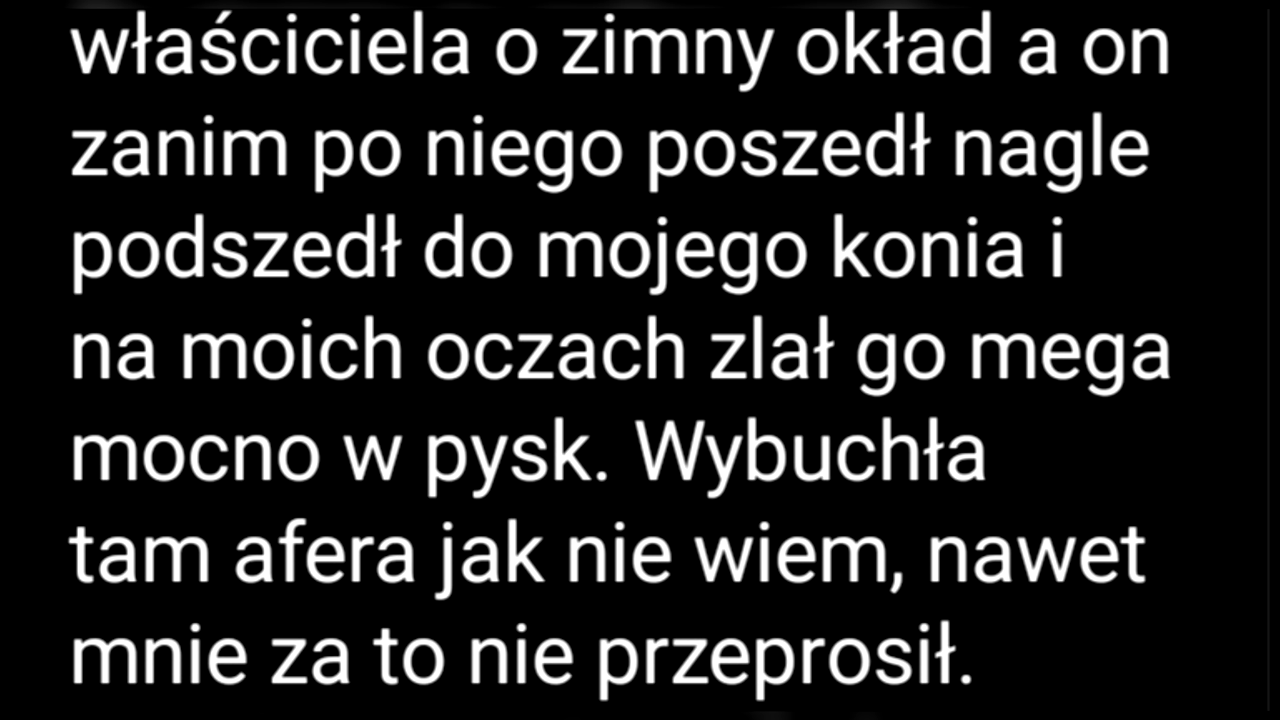 właściciela o zimny okład a on
zanim po niego poszedł nagle
podszedł do mojego konia i
na moich oczach zlał go mega
mocno w pysk. Wybuchła
tam afera jak nie wiem, nawet
mnie za to nie przeprosił.